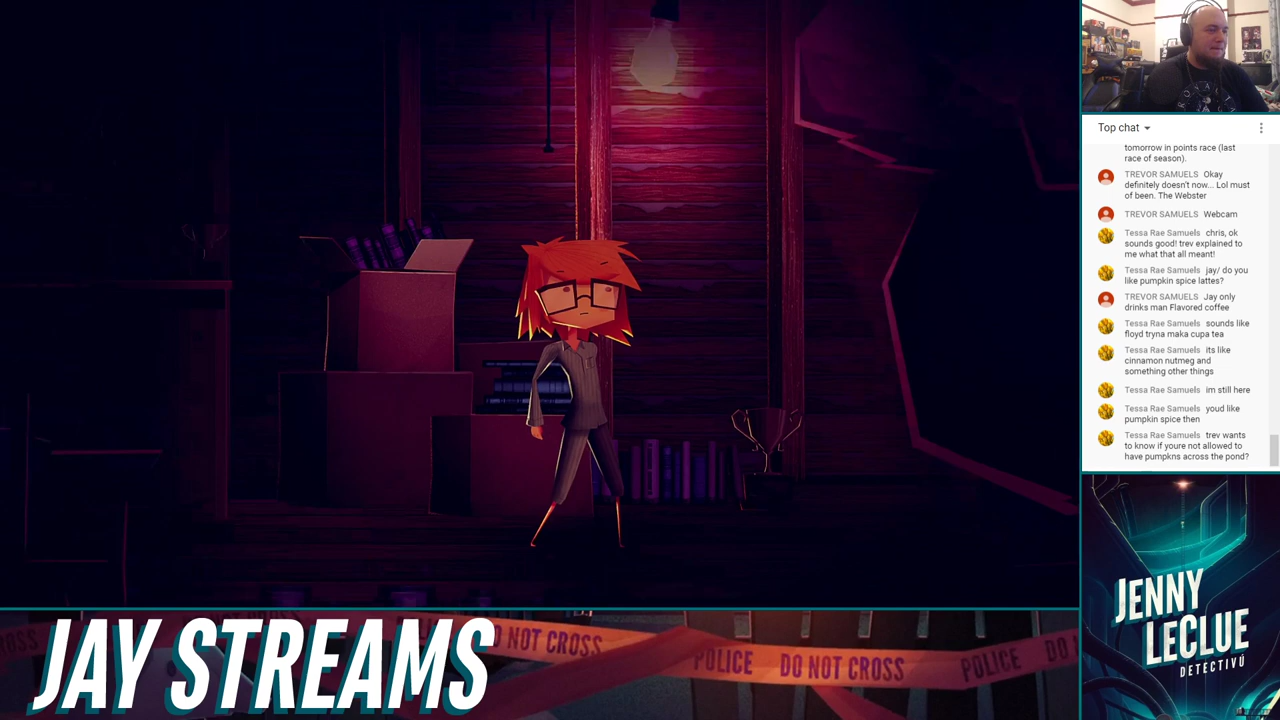 Top chat
tomorrow in points race (last
race of season).
TREVOR SAMUELS Okay
definitely doesn't now... Lol must
of been. The Webster
TREVOR SAMUELS Webcam
Tessa Rae Samuels chris, ok
sounds good! trev explained to
me what that all meant!
Tessa Rae Samuels jay/ do you
like pumpkin spice lattes?
TREVOR SAMUELS Jay only
drinks man Flavored coffee
Tessa Rae Samuels sounds like
floyd tryna maka cupa tea
Tessa Rae Samuels its like
cinnamon nutmeg and
something other things
Tessa Rae Samuels im still here
Tessa Rae Samuels youd like
pumpkin spice then
Tessa Rae Samuels trev wants
to know if youre not allowed to
have pumpkns across the pond?
JENNY
LECLUE
DETECTIVÚ
JAY STREAMS
DO NOT CROSS
POLICE DO NOT CROSS
POLICE DO